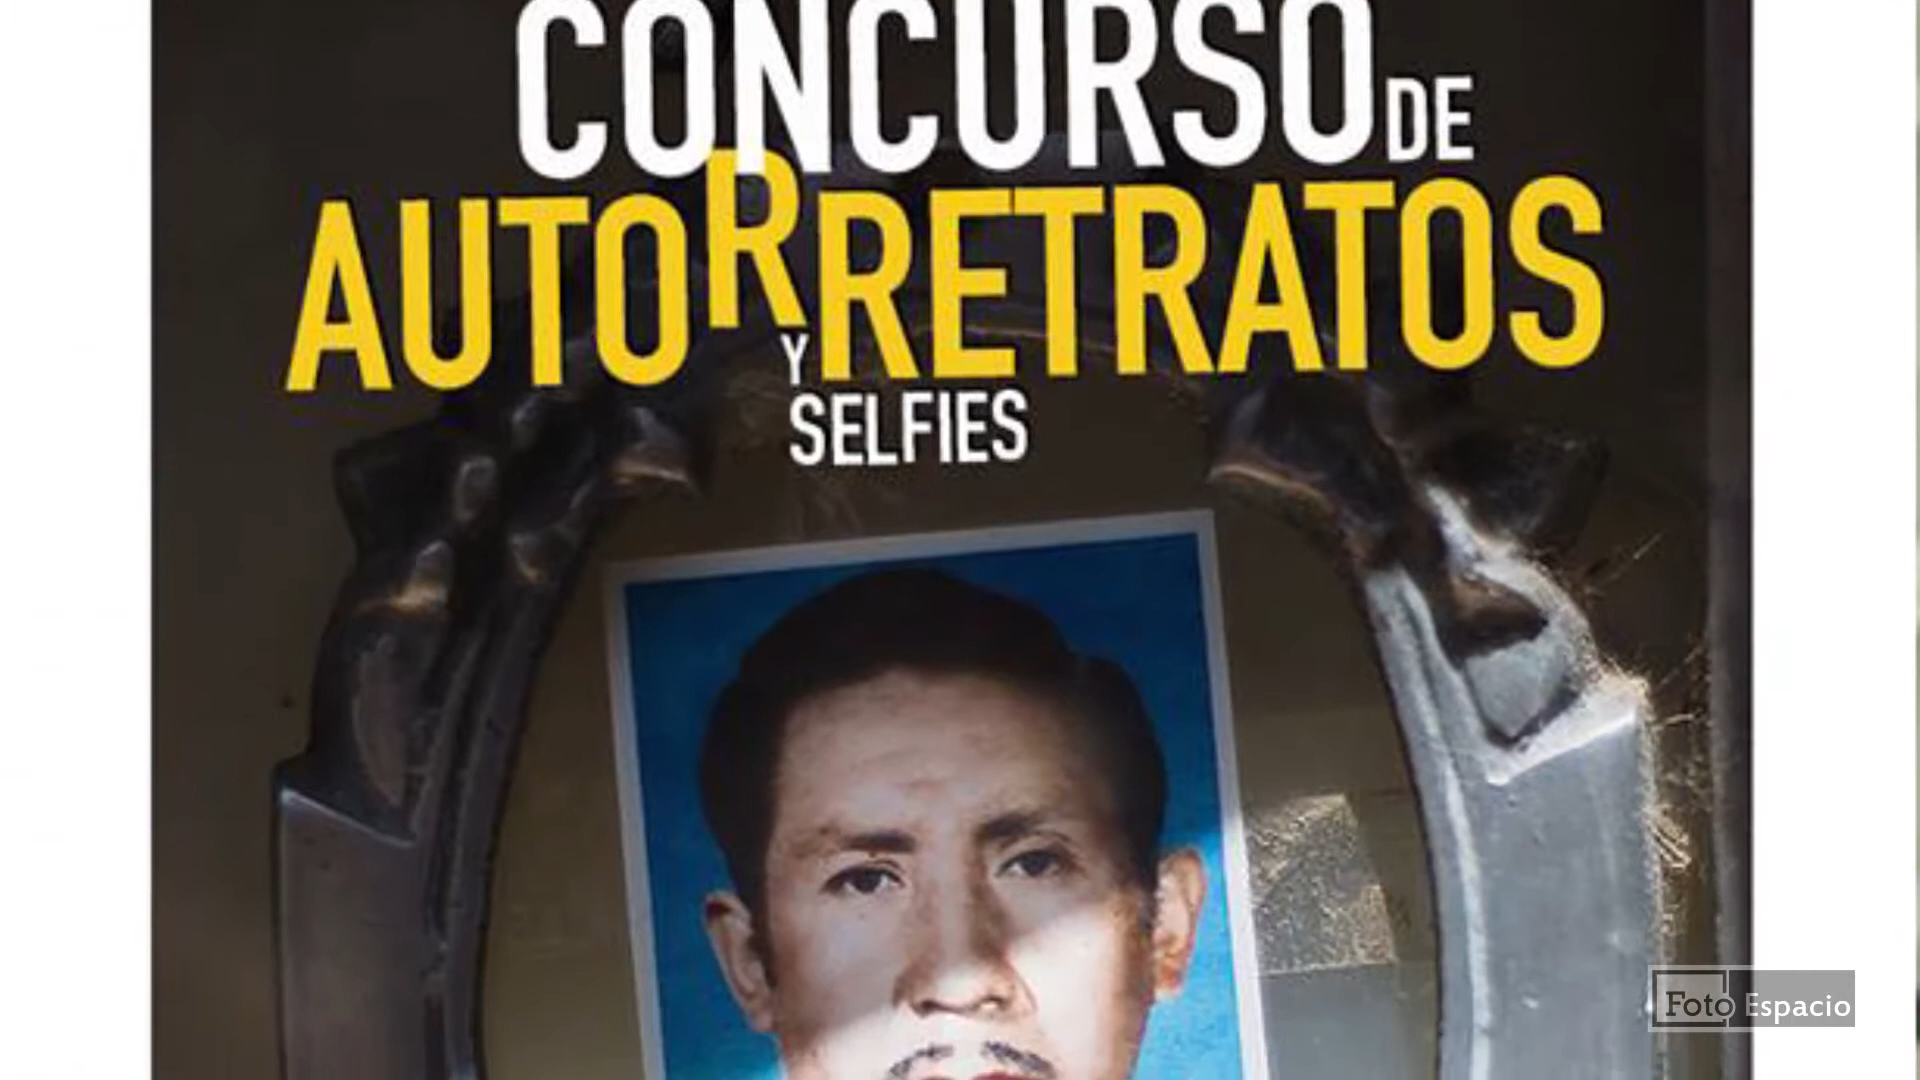 CONCURSO DE
AUTORRETRATOS
Y
SELFIES
Foto Espacio